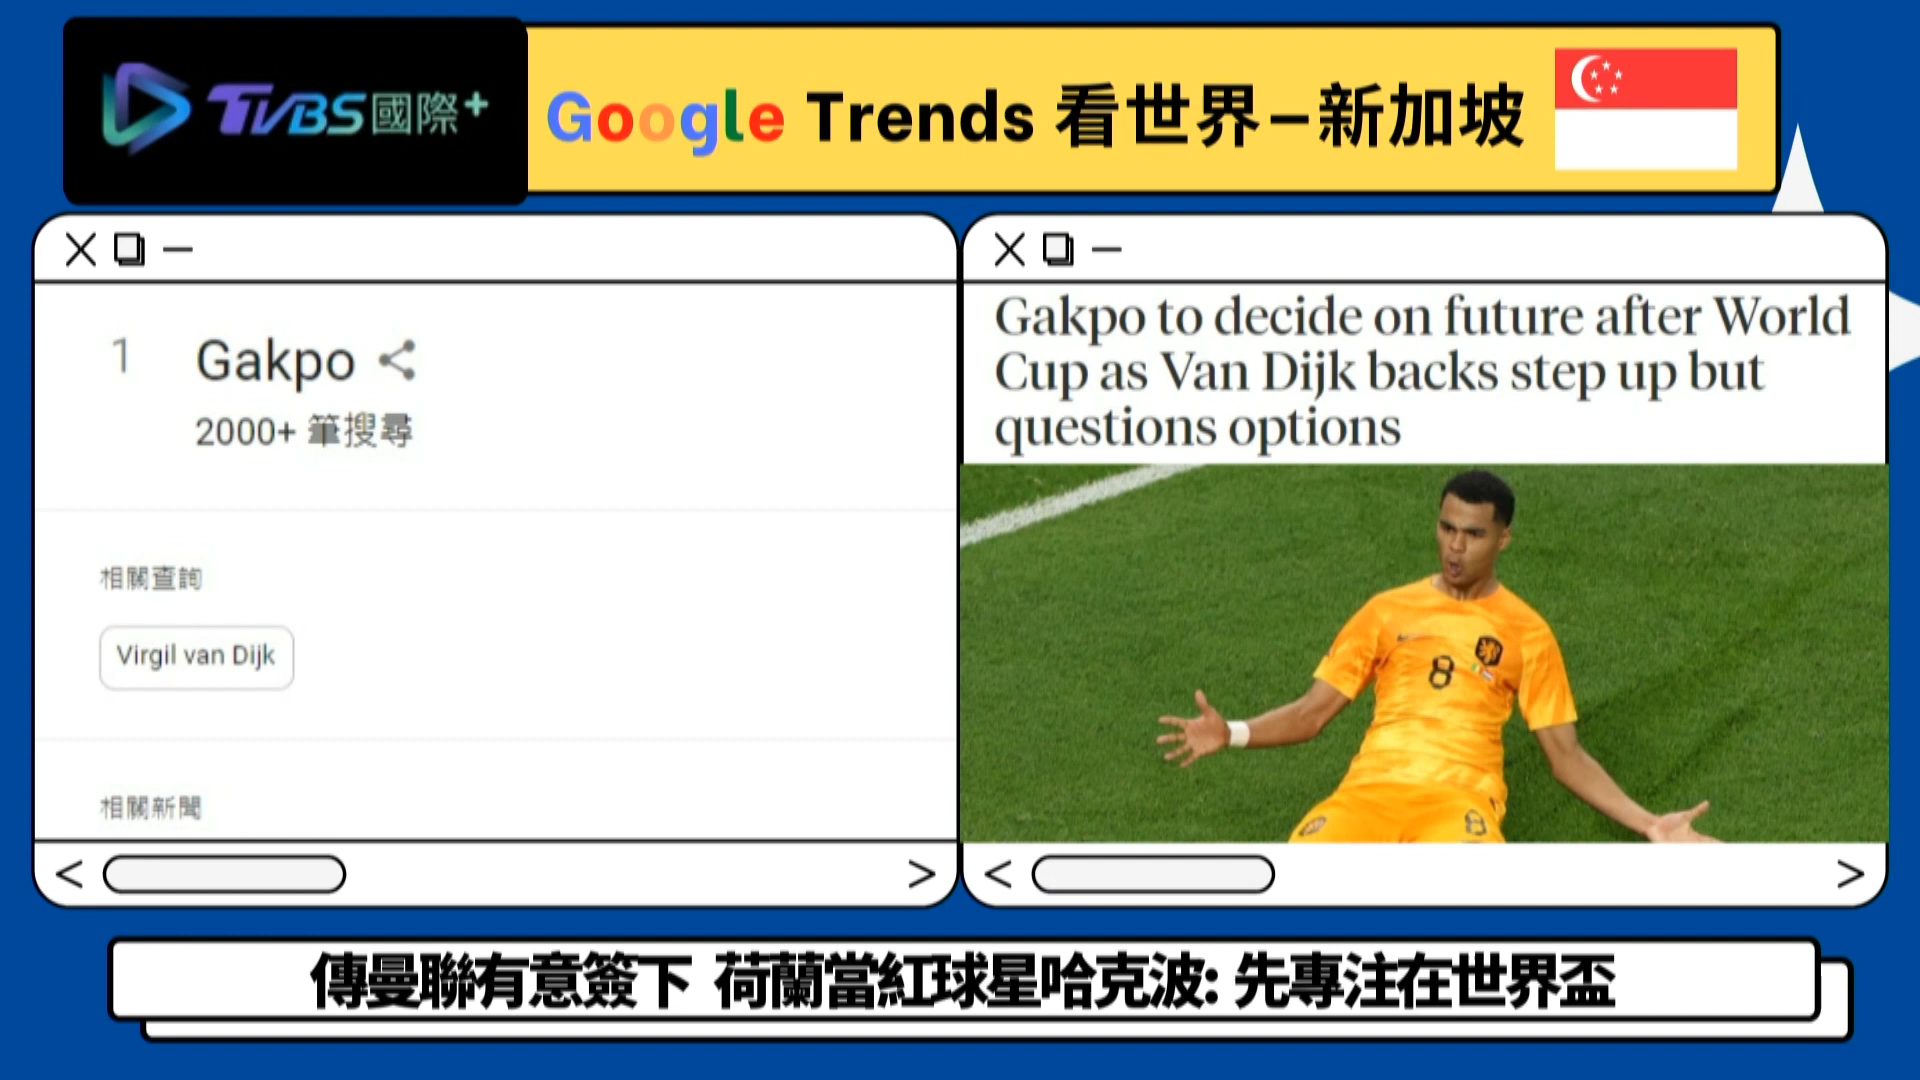 TVBS國際+
Google Trends 看世界–新加坡
1 Gakpo
2000+ 筆搜尋
相關查詢
Virgil van Dijk
相關新聞
Gakpo to decide on future after World
Cup as Van Dijk backs step up but
questions options
8
8
傳曼聯有意簽下 荷蘭當紅球星哈克波: 先專注在世界盃